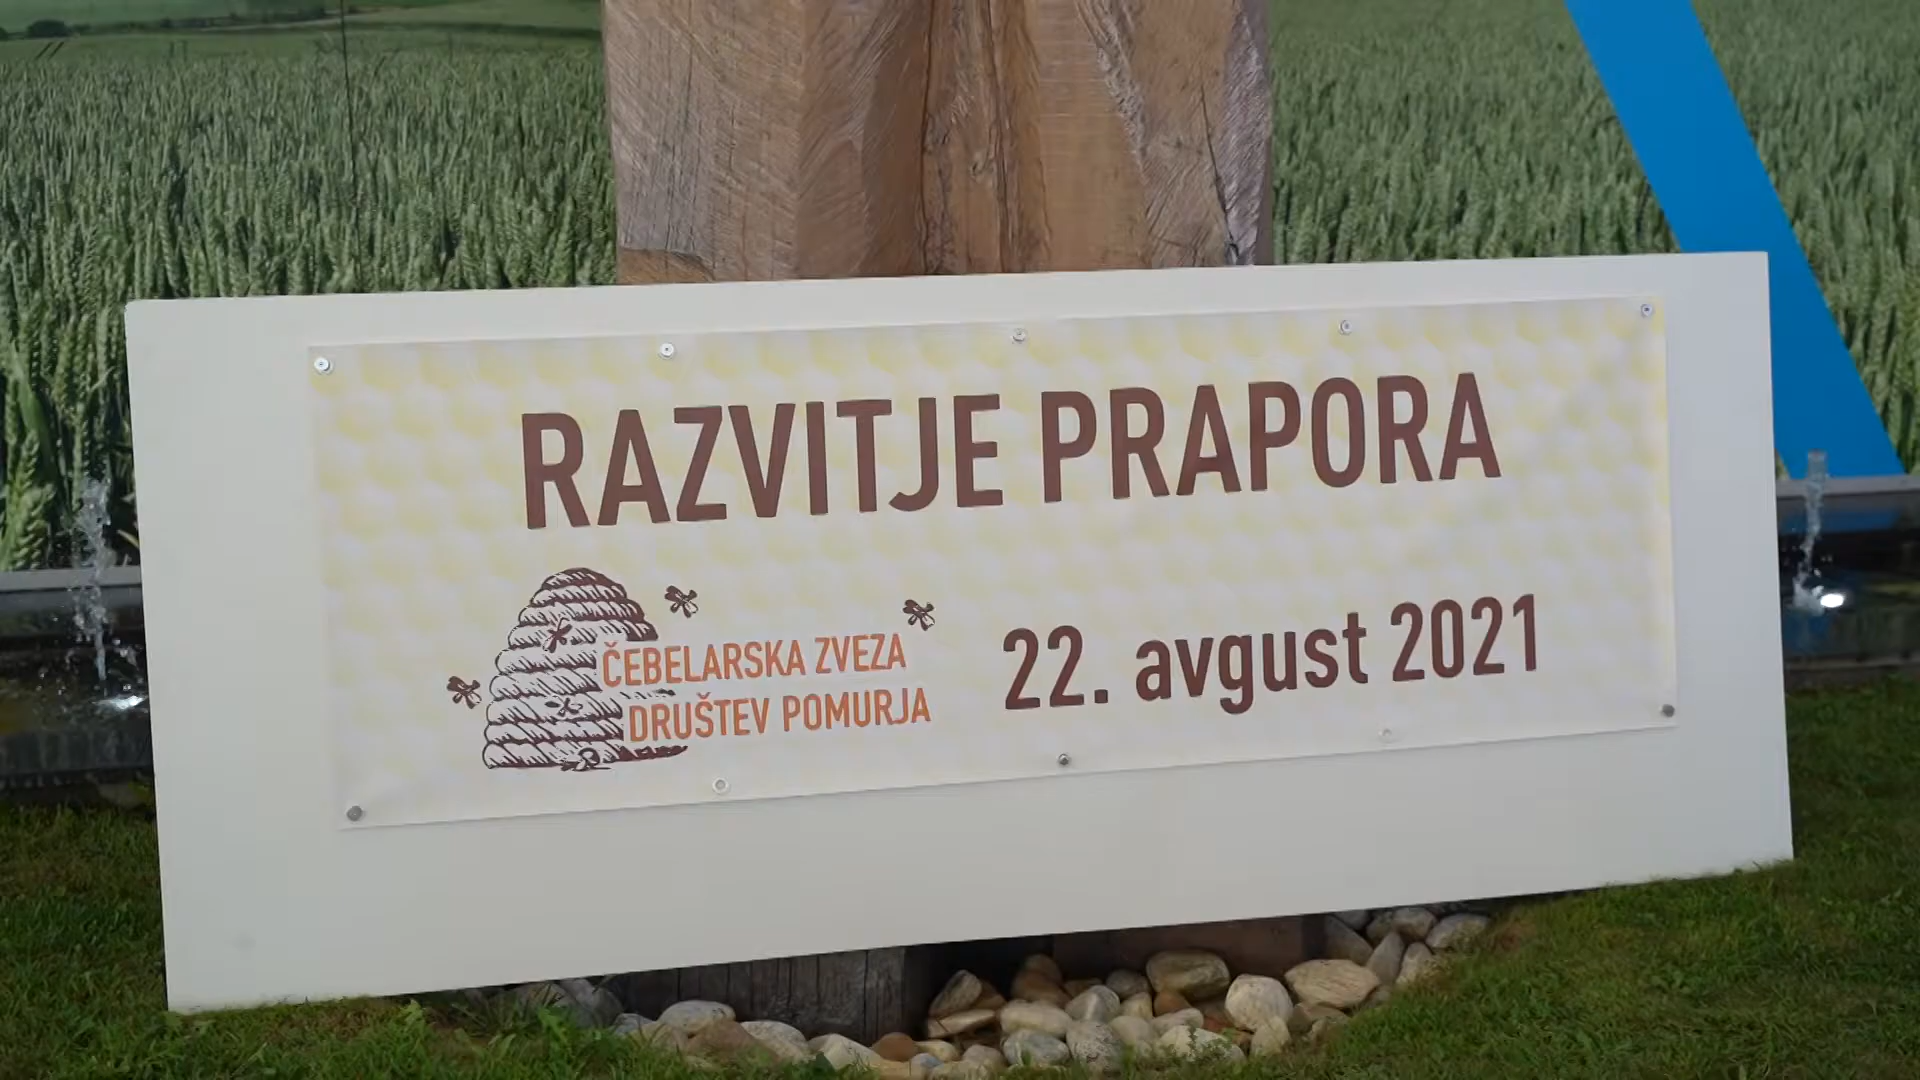 RAZVITJE PRAPORA
ČEBELARSKA ZVEZA
DRUŠTEV POMURJA
22. avgust 2021